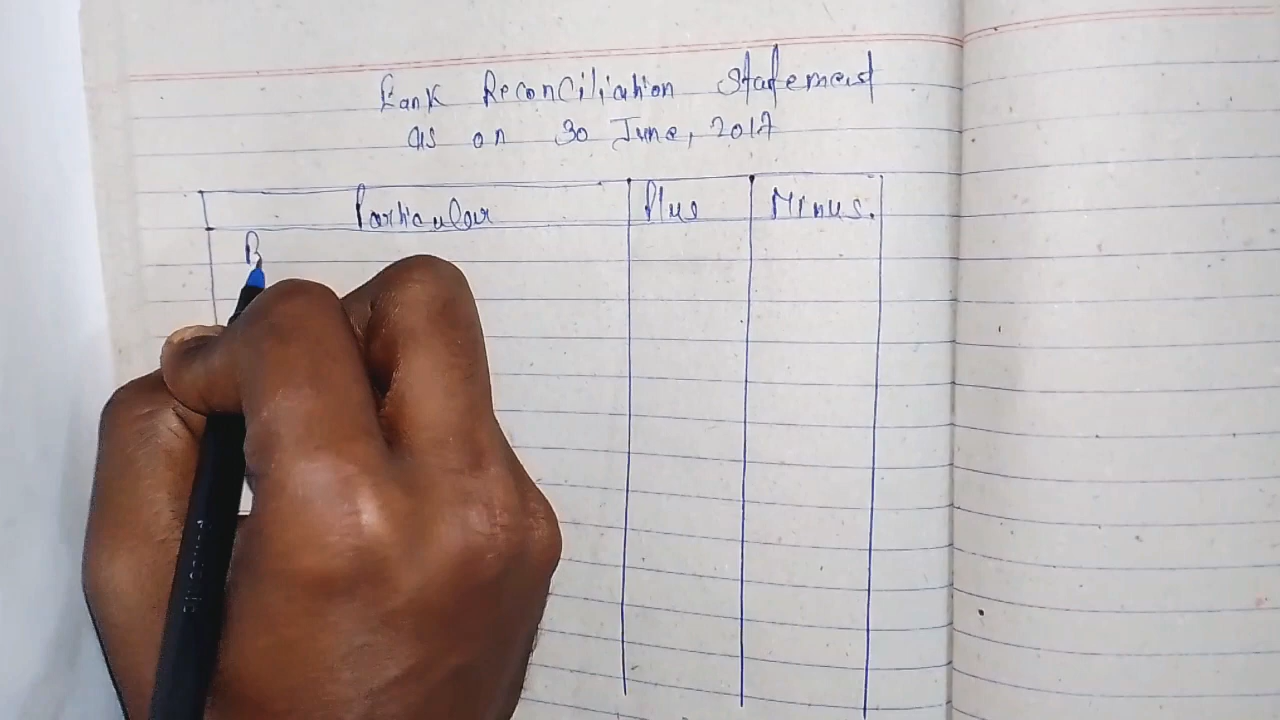 Bank Reconciliation Statement
as on 30 June, 2017
Particular Plus Minus.
B